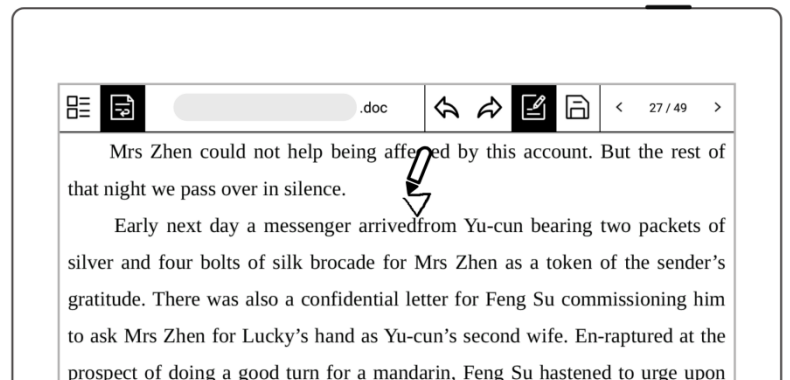 .doc
27 / 49
Mrs Zhen could not help being by this account. But the rest of
that night we pass over in silence.
Early next day a messenger arrivedfrom Yu-cun bearing two packets of
silver and four bolts of silk brocade for Mrs Zhen as a token of the sender’s
gratitude. There was also a confidential letter for Feng Su commissioning him
to ask Mrs Zhen for Lucky’s hand as Yu-cun’s second wife. En-raptured at the
prospect of doing a good turn for a mandarin, Feng Su hastened to urge upon